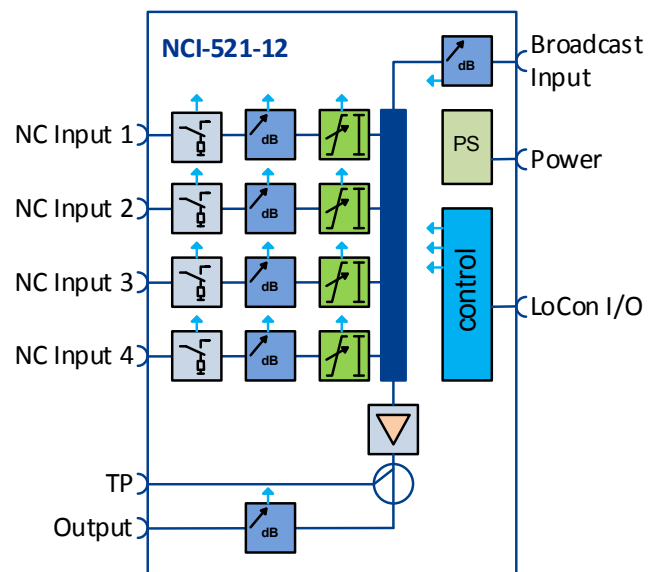 NCI-521-12
Broadcast
Input
dB
NC Input 1
dB
PS
Power
NC Input 2
dB
NC Input 3
dB
control
LoCon I/O
NC Input 4
dB
TP
Output
dB